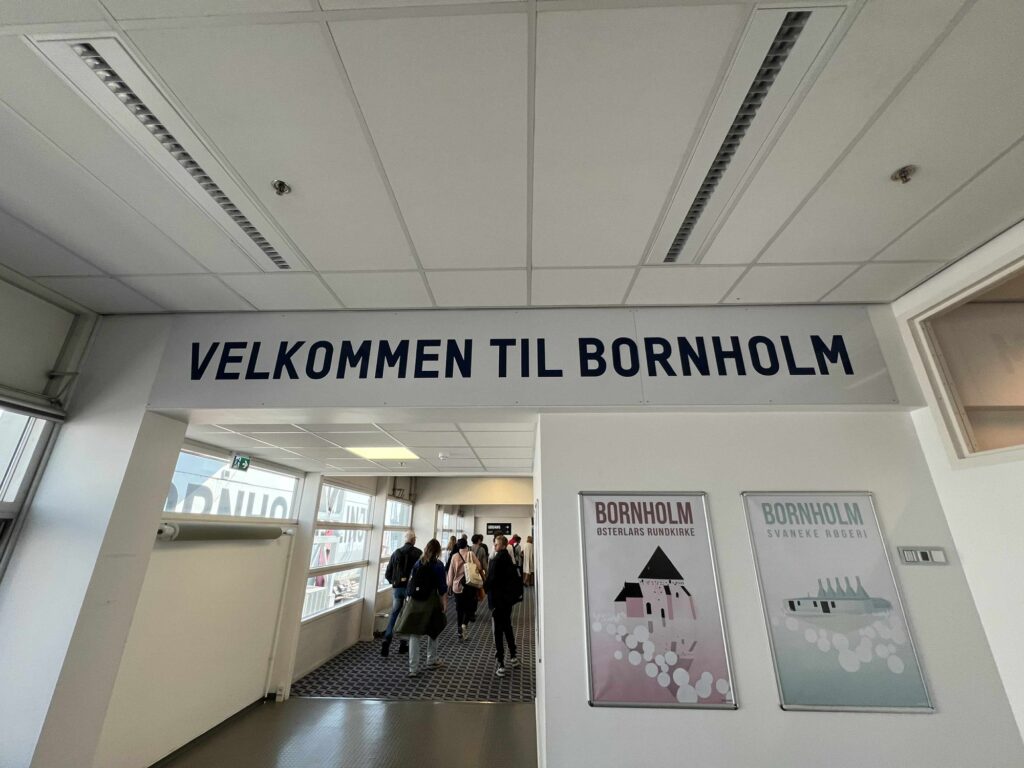 VELKOMMEN TIL BORNHOLM
BORNHOLM
ØSTERLARS RUNDKIRKE
BORNHOLM
SVANEKE RØGERI